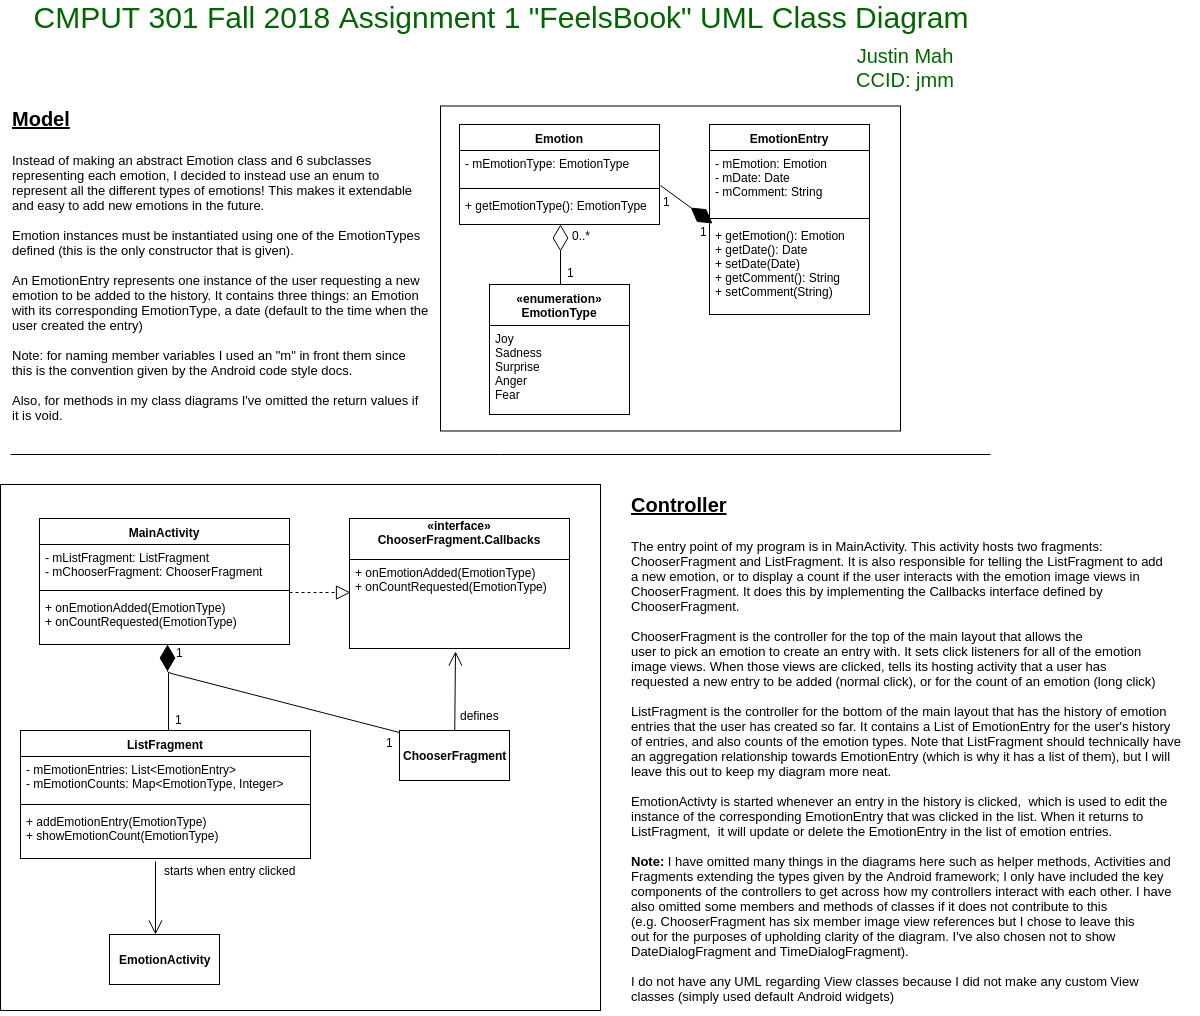 CMPUT 301 Fall 2018 Assignment 1 "FeelsBook" UML Class Diagram
Justin Mah
CCID: jmm
Model
Instead of making an abstract Emotion class and 6 subclasses
representing each emotion, I decided to instead use an enum to
represent all the different types of emotions! This makes it extendable
and easy to add new emotions in the future.
Emotion instances must be instantiated using one of the EmotionTypes
defined (this is the only constructor that is given).
An EmotionEntry represents one instance of the user requesting a new
emotion to be added to the history. It contains three things: an Emotion
with its corresponding EmotionType, a date (default to the time when the
user created the entry)
Note: for naming member variables I used an "m" in front them since
this is the convention given by the Android code style docs.
Also, for methods in my class diagrams I've omitted the return values if
it is void.
Emotion
- mEmotionType: EmotionType
+ getEmotionType(): EmotionType
EmotionEntry
- mEmotion: Emotion
- mDate: Date
- mComment: String
+ getEmotion(): Emotion
+ getDate(): Date
+ setDate(Date)
+ getComment(): String
+ setComment(String)
1
1
0..*
1
«enumeration»
EmotionType
Joy
Sadness
Surprise
Anger
Fear
MainActivity
- mListFragment: ListFragment
- mChooserFragment: ChooserFragment
+ onEmotionAdded(EmotionType)
+ onCountRequested(EmotionType)
«interface»
ChooserFragment.Callbacks
+ onEmotionAdded(EmotionType)
+ onCountRequested(EmotionType)
1
1
1
defines
ListFragment
- mEmotionEntries: List<EmotionEntry>
- mEmotionCounts: Map<EmotionType, Integer>
+ addEmotionEntry(EmotionType)
+ showEmotionCount(EmotionType)
ChooserFragment
starts when entry clicked
EmotionActivity
Controller
The entry point of my program is in MainActivity. This activity hosts two fragments:
ChooserFragment and ListFragment. It is also responsible for telling the ListFragment to add
a new emotion, or to display a count if the user interacts with the emotion image views in
ChooserFragment. It does this by implementing the Callbacks interface defined by
ChooserFragment.
ChooserFragment is the controller for the top of the main layout that allows the
user to pick an emotion to create an entry with. It sets click listeners for all of the emotion
image views. When those views are clicked, tells its hosting activity that a user has
requested a new entry to be added (normal click), or for the count of an emotion (long click)
ListFragment is the controller for the bottom of the main layout that has the history of emotion
entries that the user has created so far. It contains a List of EmotionEntry for the user's history
of entries, and also counts of the emotion types. Note that ListFragment should technically have
an aggregation relationship towards EmotionEntry (which is why it has a list of them), but I will
leave this out to keep my diagram more neat.
EmotionActivty is started whenever an entry in the history is clicked,  which is used to edit the
instance of the corresponding EmotionEntry that was clicked in the list. When it returns to
ListFragment,  it will update or delete the EmotionEntry in the list of emotion entries.
Note: I have omitted many things in the diagrams here such as helper methods, Activities and
Fragments extending the types given by the Android framework; I only have included the key
components of the controllers to get across how my controllers interact with each other. I have
also omitted some members and methods of classes if it does not contribute to this
(e.g. ChooserFragment has six member image view references but I chose to leave this
out for the purposes of upholding clarity of the diagram. I've also chosen not to show
DateDialogFragment and TimeDialogFragment).
I do not have any UML regarding View classes because I did not make any custom View
classes (simply used default Android widgets)